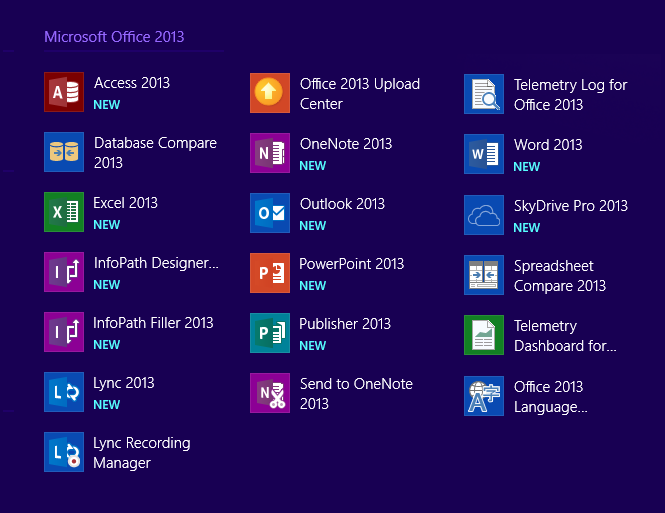 Microsoft Office 2013
Access 2013
NEW
Database Compare
2013
Excel 2013
NEW
InfoPath Designer...
NEW
InfoPath Filler 2013
NEW
Lync 2013
NEW
Lync Recording
Manager
Office 2013 Upload
Center
OneNote 2013
NEW
Outlook 2013
NEW
PowerPoint 2013
NEW
Publisher 2013
NEW
Send to OneNote
2013
Telemetry Log for
Office 2013
Word 2013
NEW
SkyDrive Pro 2013
NEW
Spreadsheet
Compare 2013
Telemetry
Dashboard for...
Office 2013
Language...